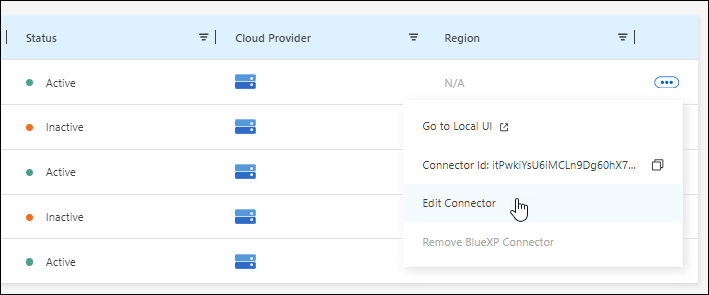 Status Cloud Provider Region
Active N/A
Go to Local UI
Inactive
Connector Id: itPwkiYsU6iMCLn9Dg60hX7...
Active
Edit Connector
Inactive
Remove BlueXP Connector
Active